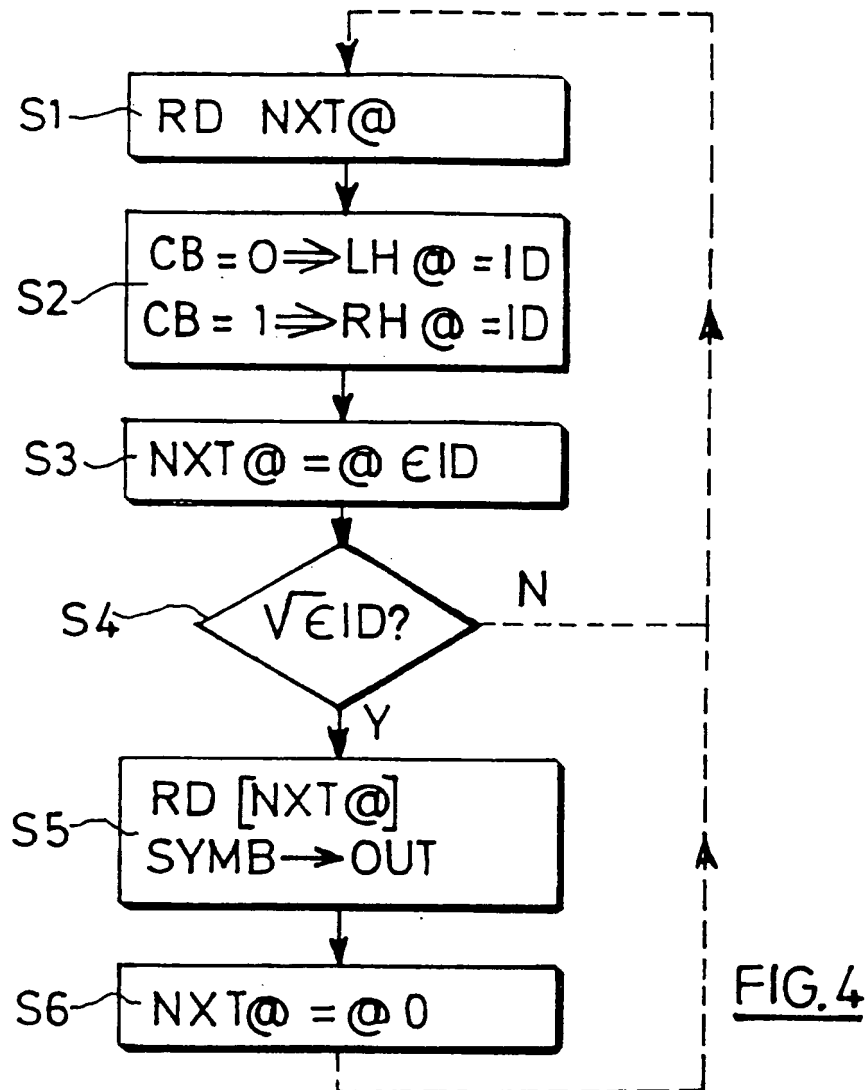 S1
RD NXT@
S2
CB = 0 ⇒ LH @ = ID
CB = 1 ⇒ RH @ = ID
S3
NXT@ = @ ϵ ID
S4
√ϵID?
N
Y
S5
RD [NXT@]
SYMB → OUT
S6
NXT@ = @ 0
FIG. 4